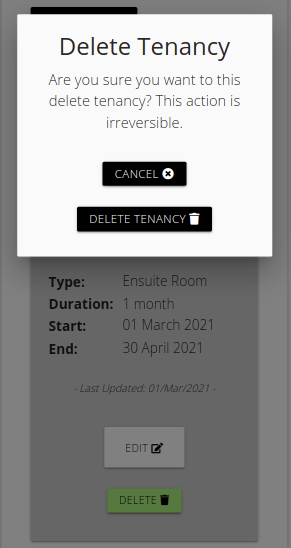 Delete Tenancy
Are you sure you want to this
delete tenancy? This action is
irreversible.
CANCEL
DELETE TENANCY
Type: Ensuite Room
Duration: 1 month
Start: 01 March 2021
End: 30 April 2021
- Last Updated: 01/Mar/2021 -
EDIT
DELETE